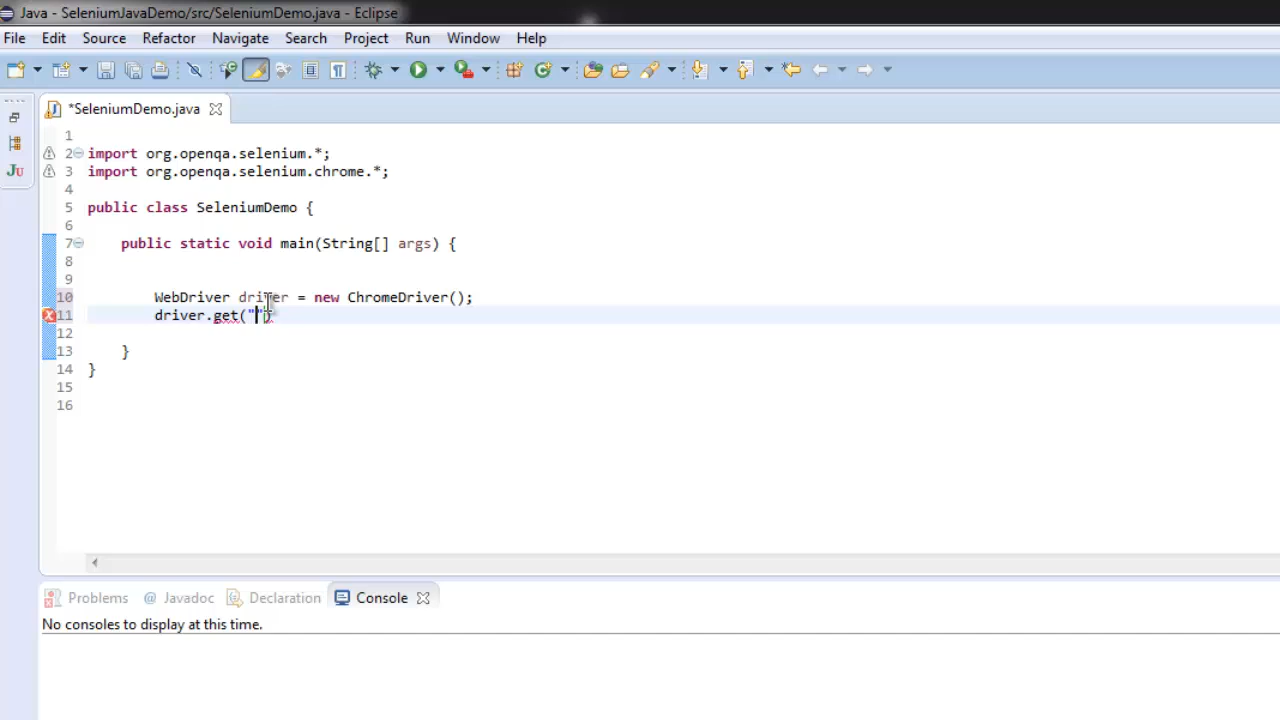 Java - SeleniumJavaDemo/src/SeleniumDemo.java - Eclipse
File Edit Source Refactor Navigate Search Project Run Window Help
*SeleniumDemo.java
1
2 import org.openqa.selenium.*;
3 import org.openqa.selenium.chrome.*;
4
5 public class SeleniumDemo {
6
7 public static void main(String[] args) {
8
9
10 WebDriver driver = new ChromeDriver();
11 driver.get("")
12
13 }
14 }
15
16
JU
Problems @ Javadoc Declaration Console
No consoles to display at this time.